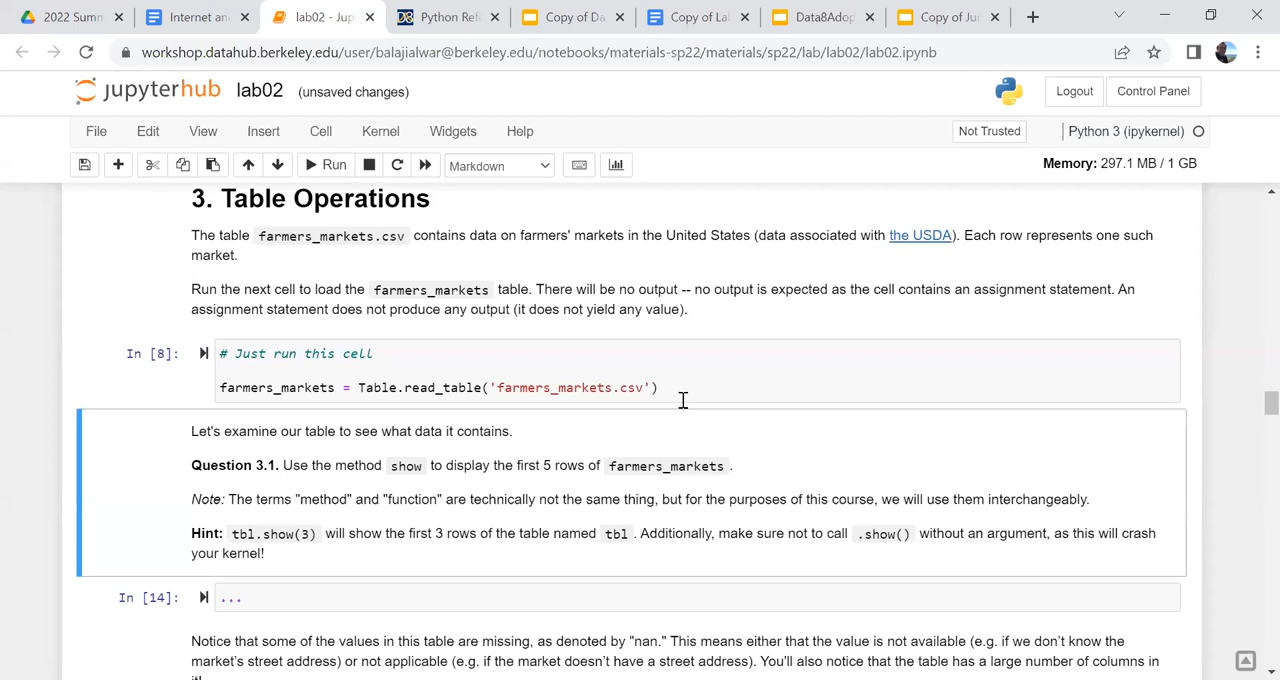 2022 Summ
Internet and
lab02 - Jup
Python Ref
Copy of Da
Copy of La
Data8Adop
Copy of Ju
workshop.datahub.berkeley.edu/user/balajialwar@berkeley.edu/notebooks/materials-sp22/materials/sp22/lab/lab02/lab02.ipynb
jupyterhub lab02 (unsaved changes) Logout Control Panel
File Edit View Insert Cell Kernel Widgets Help Not Trusted Python 3 (ipykernel)
Run Markdown Memory: 297.1 MB / 1 GB
3. Table Operations
The table farmers_markets.csv contains data on farmers' markets in the United States (data associated with the USDA). Each row represents one such
market.
Run the next cell to load the farmers_markets table. There will be no output -- no output is expected as the cell contains an assignment statement. An
assignment statement does not produce any output (it does not yield any value).
In [8]: # Just run this cell
farmers_markets = Table.read_table('farmers_markets.csv')
Let's examine our table to see what data it contains.
Question 3.1. Use the method show to display the first 5 rows of farmers_markets.
Note: The terms "method" and "function" are technically not the same thing, but for the purposes of this course, we will use them interchangeably.
Hint: tbl.show(3) will show the first 3 rows of the table named tbl. Additionally, make sure not to call .show() without an argument, as this will crash
your kernel!
In [14]: ...
Notice that some of the values in this table are missing, as denoted by "nan." This means either that the value is not available (e.g. if we don't know the
market's street address) or not applicable (e.g. if the market doesn't have a street address). You'll also notice that the table has a large number of columns in